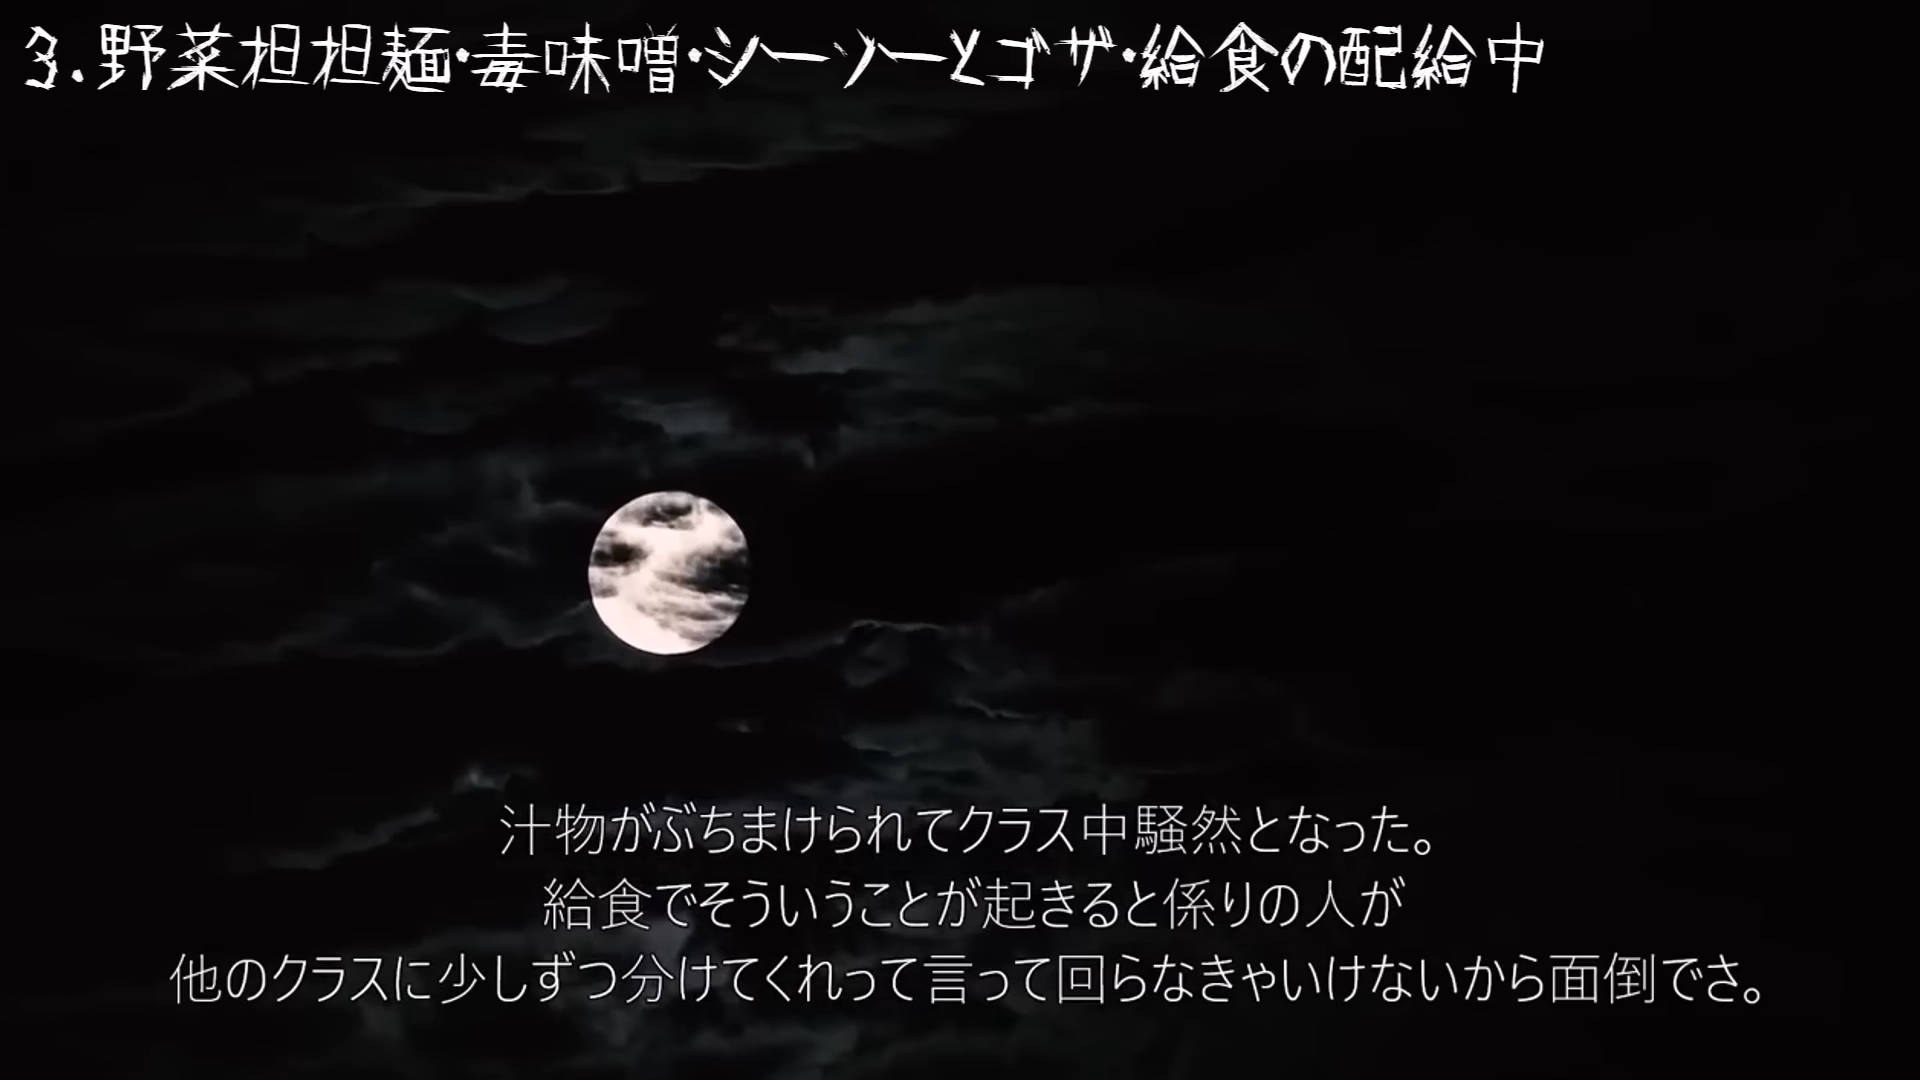 3.野菜担担麺・毒味噌・シーソーとゴザ・給食の配給中
汁物がぶちまけられてクラス中騒然となった。
給食でそういうことが起きると係りの人が
他のクラスに少しずつ分けてくれって言って回らなきゃいけないから面倒でさ。